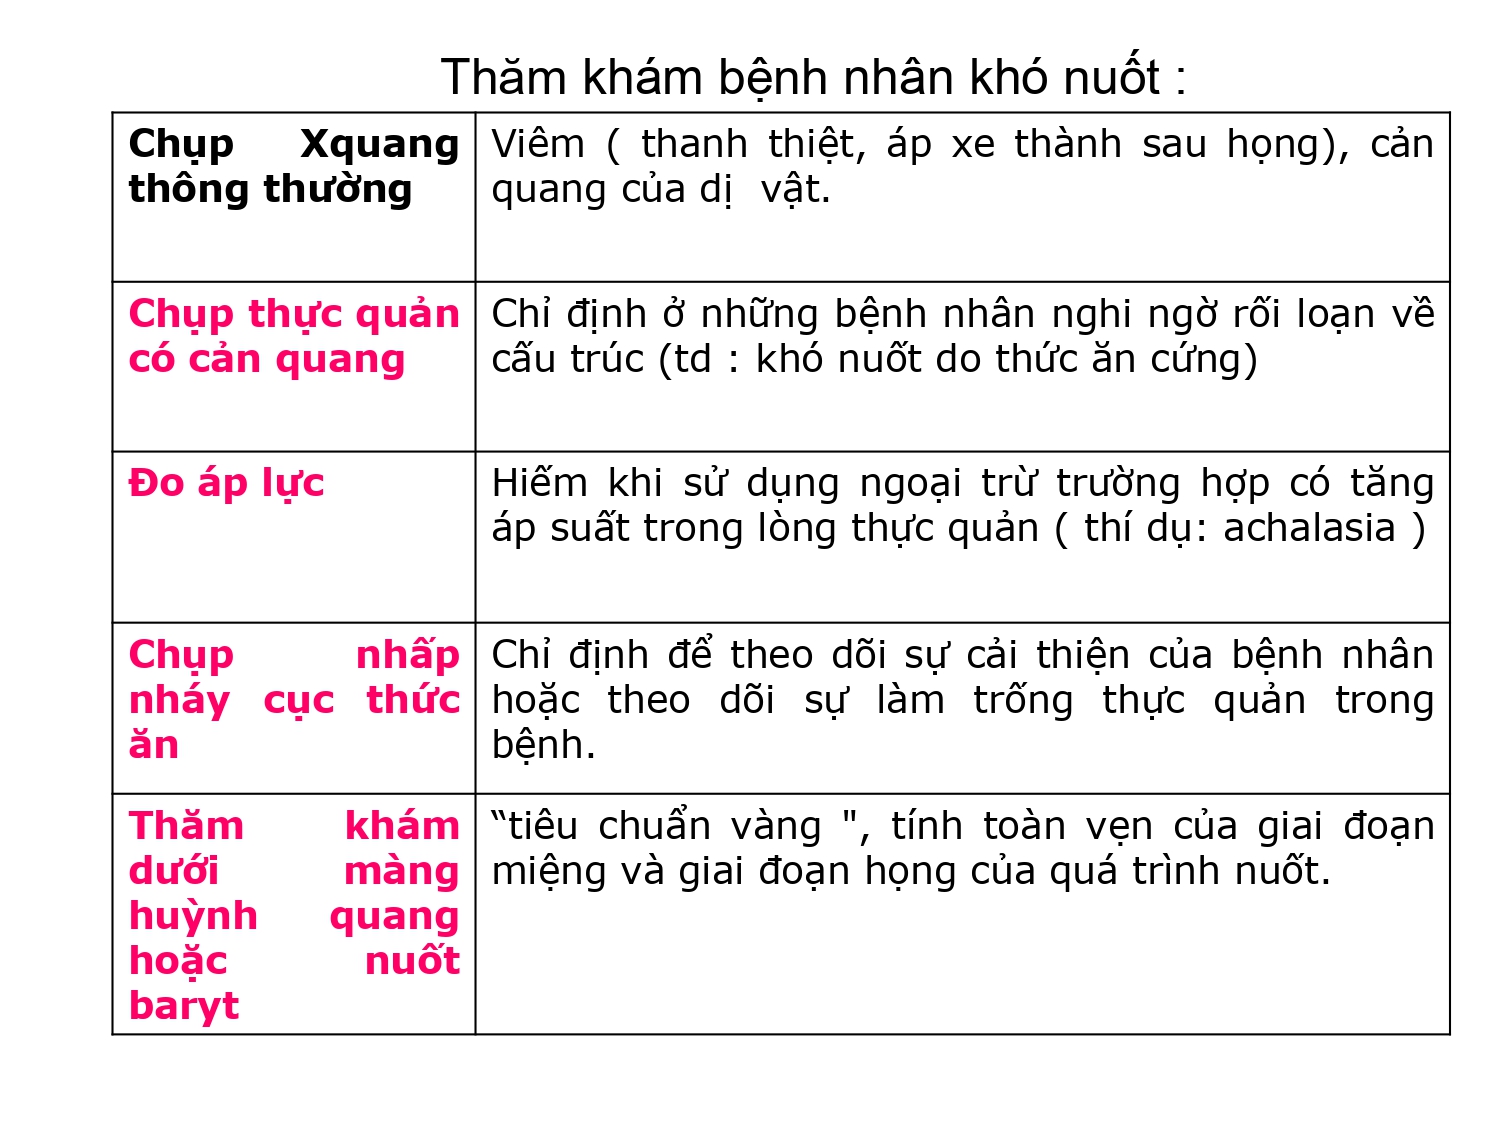 Thăm khám bệnh nhân khó nuốt :
Chụp Xquang
thông thường
Viêm ( thanh thiệt, áp xe thành sau họng), cản
quang của dị vật.
Chụp thực quản
có cản quang
Chỉ định ở những bệnh nhân nghi ngờ rối loạn về
cấu trúc (td : khó nuốt do thức ăn cứng)
Đo áp lực
Hiếm khi sử dụng ngoại trừ trường hợp có tăng
áp suất trong lòng thực quản ( thí dụ: achalasia )
Chụp nhấp
nháy cục thức
ăn
Chỉ định để theo dõi sự cải thiện của bệnh nhân
hoặc theo dõi sự làm trống thực quản trong
bệnh.
Thăm khám
dưới màng
huỳnh quang
hoặc nuốt
baryt
“tiêu chuẩn vàng ", tính toàn vẹn của giai đoạn
miệng và giai đoạn họng của quá trình nuốt.